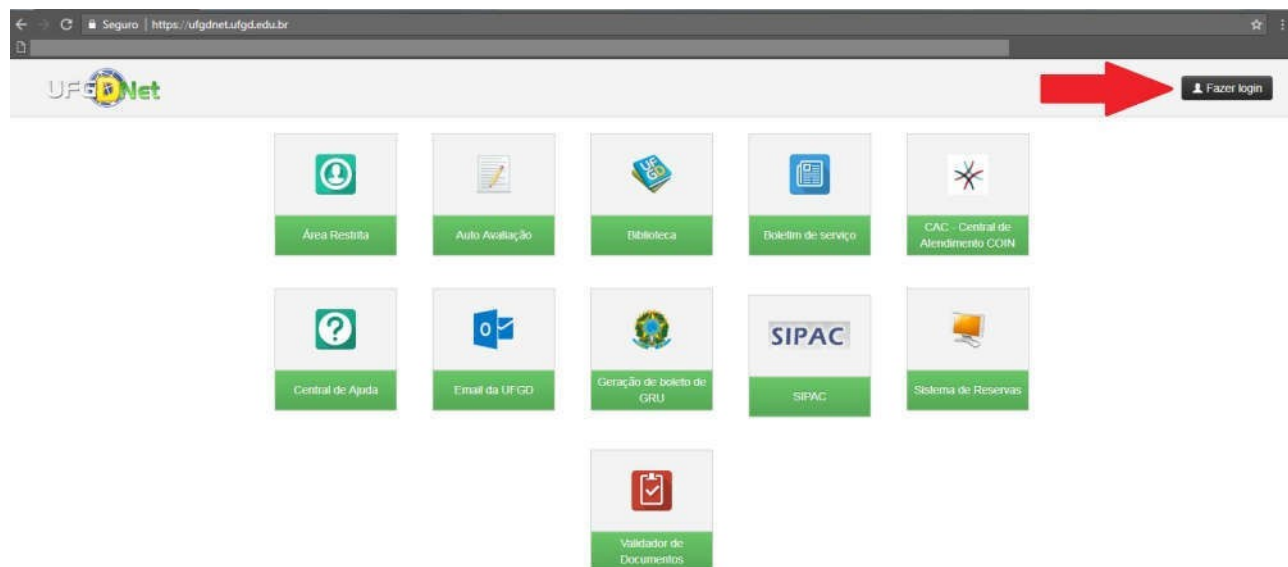 Seguro | https://ufgdnet.ufgd.edu.br
UFGDNet
Fazer login
Área Restrita
Auto Avaliação
UFGD
Biblioteca
Boletim de serviço
CAC - Central de
Atendimento COIN
?
Central de Ajuda
O
Email da UFGD
Geração de boleto de
GRU
SIPAC
SIPAC
Sistema de Reservas
Validador de
Documentos